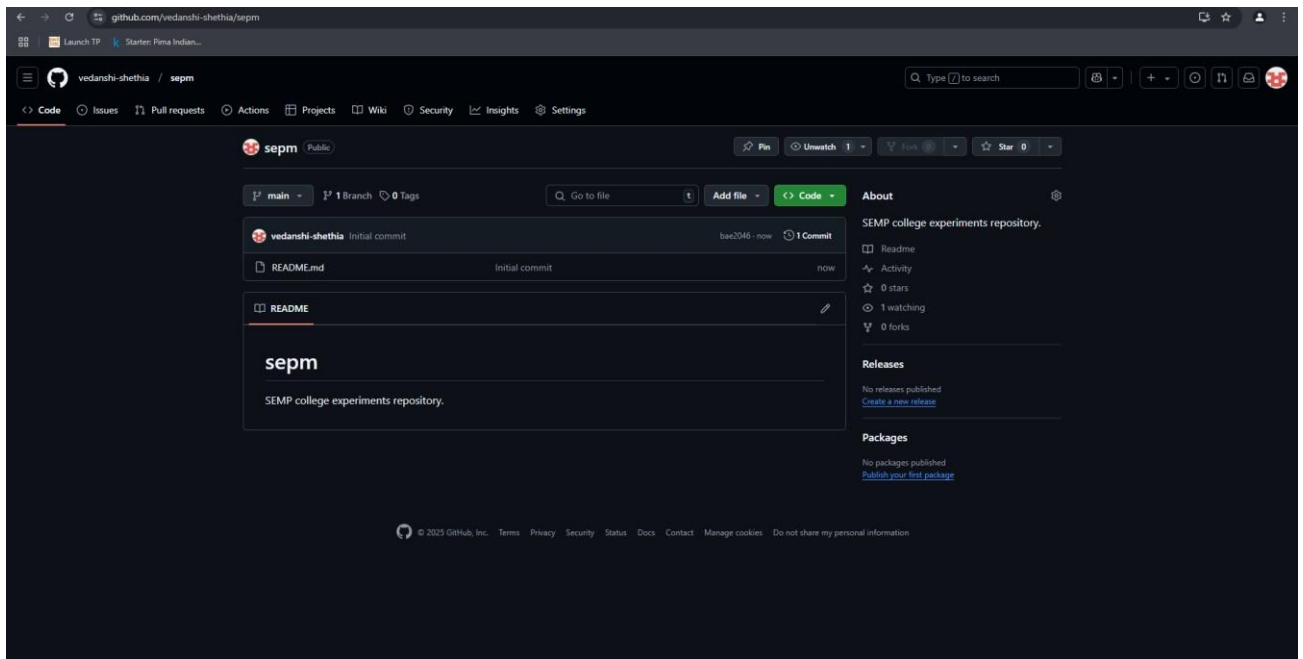 github.com/vedanshi-shethia/sepm
Launch TP Starter: Pima Indian...
vedanshi-shethia / sepm
Type / to search
Code Issues Pull requests Actions Projects Wiki Security Insights Settings
sepm Public
Pin Unwatch 1 Fork 0 Star 0
main 1 Branch 0 Tags
Go to file t Add file Code
vedanshi-shethia Initial commit
bae2046 · now 1 Commit
README.md Initial commit now
README
sepm
SEMP college experiments repository.
About
SEMP college experiments repository.
Readme
Activity
0 stars
1 watching
0 forks
Releases
No releases published
Create a new release
Packages
No packages published
Publish your first package
© 2025 GitHub, Inc. Terms Privacy Security Status Docs Contact Manage cookies Do not share my personal information